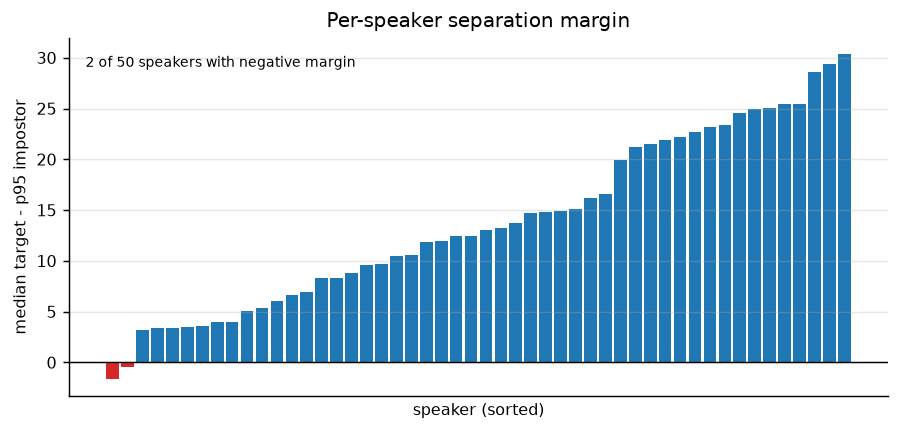 Per-speaker separation margin
2 of 50 speakers with negative margin
median target - p95 impostor
30
25
20
15
10
5
0
speaker (sorted)